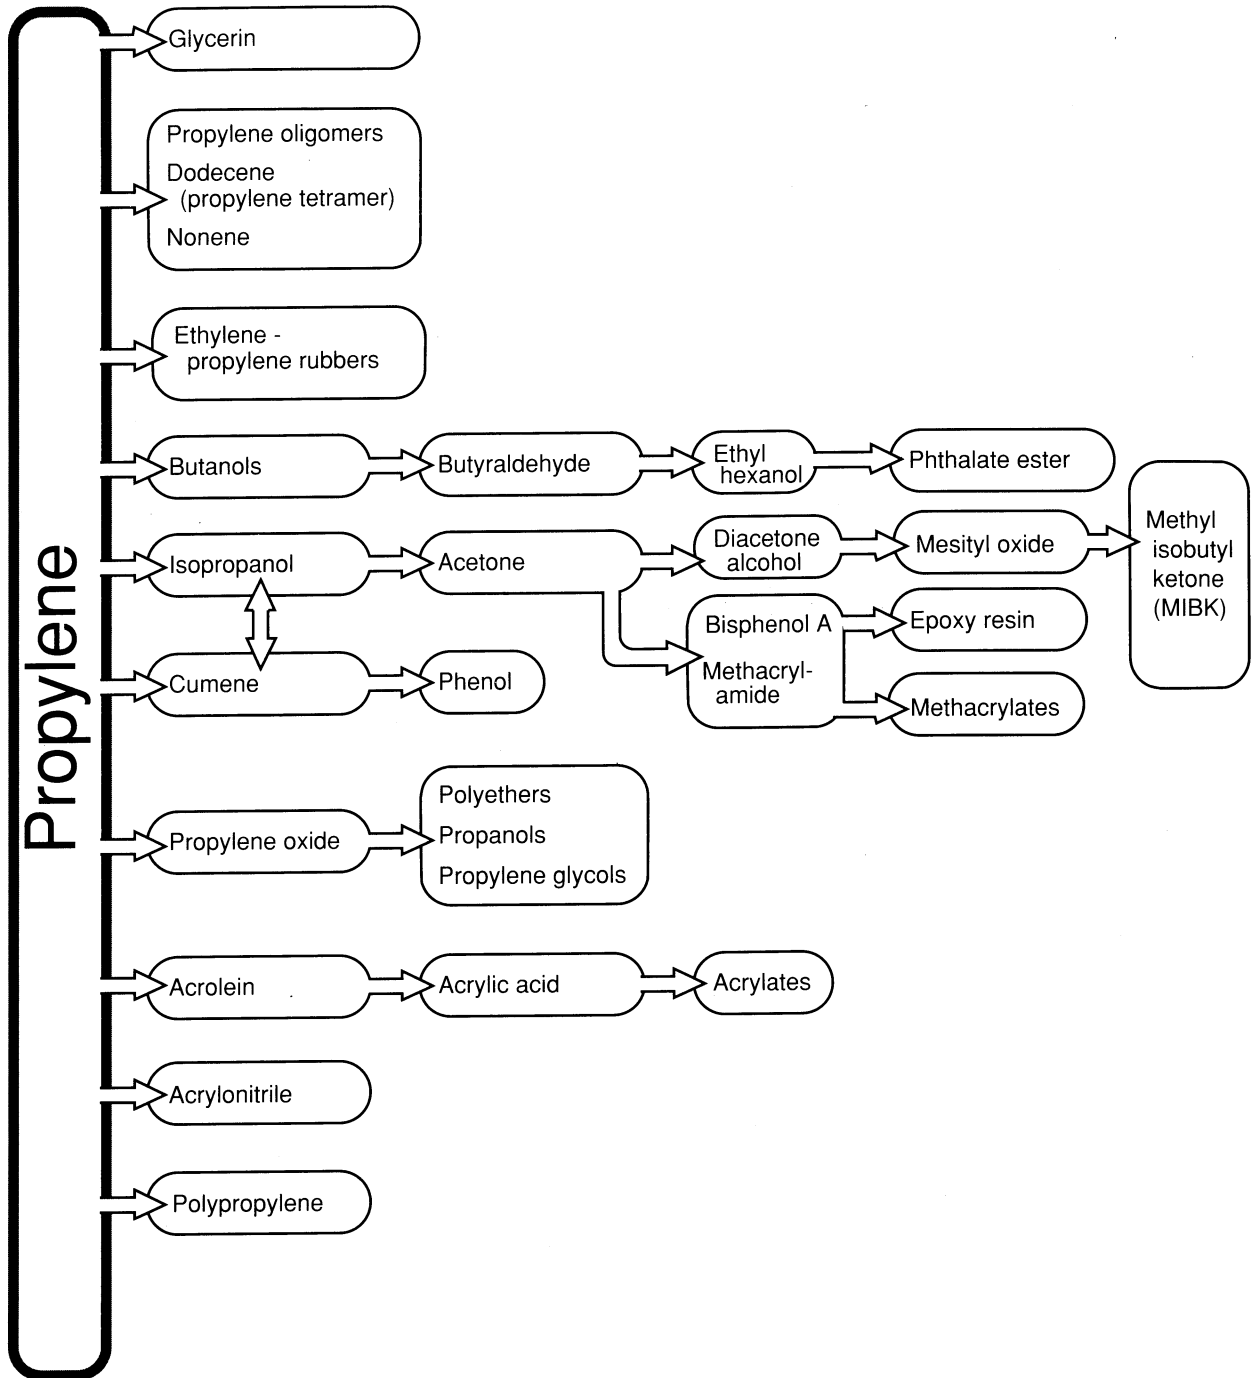 Propylene
Glycerin
Propylene oligomers
Dodecene
(propylene tetramer)
Nonene
Ethylene -
propylene rubbers
Butanols
Butyraldehyde
Ethyl
hexanol
Phthalate ester
Isopropanol
Acetone
Diacetone
alcohol
Mesityl oxide
Methyl
isobutyl
ketone
(MIBK)
Bisphenol A
Methacryl-
amide
Epoxy resin
Methacrylates
Cumene
Phenol
Propylene oxide
Polyethers
Propanols
Propylene glycols
Acrolein
Acrylic acid
Acrylates
Acrylonitrile
Polypropylene